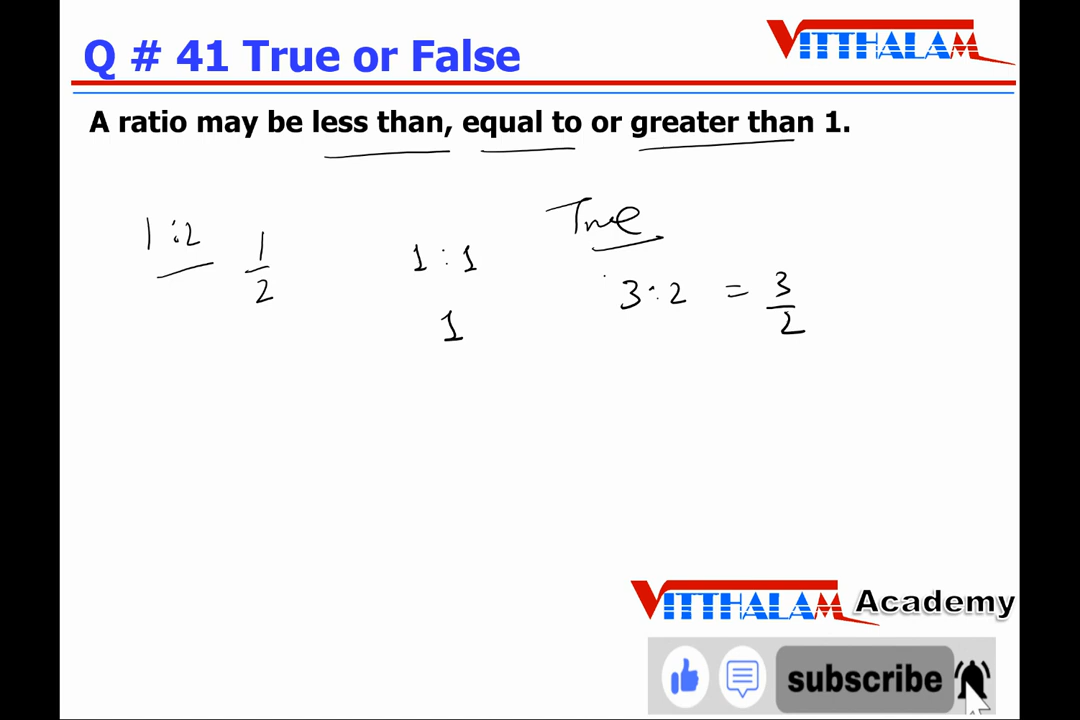 Q # 41 True or False
VITTHALAM
A ratio may be less than, equal to or greater than 1.
True
1 : 2
1
2
1 : 1
1
3 : 2 = 3
2
VITTHALAM Academy
subscribe